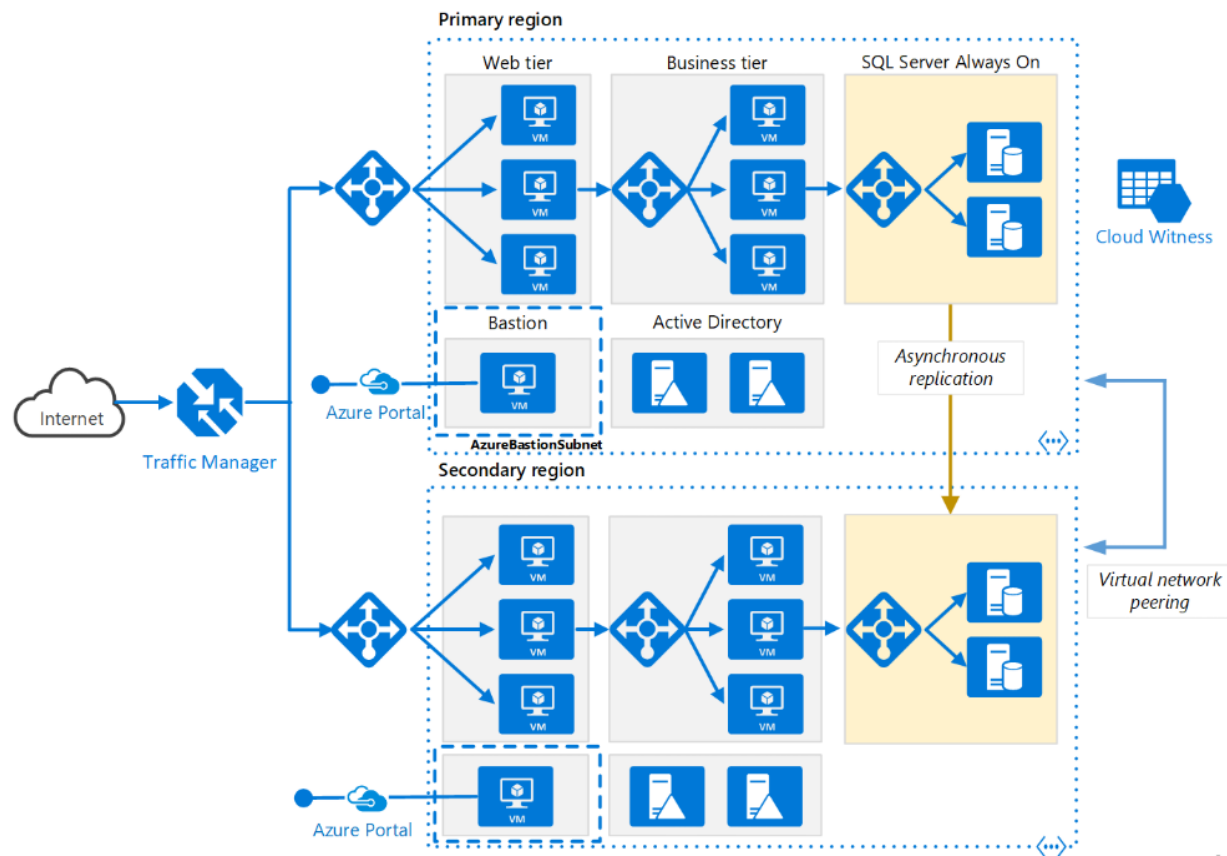 Primary region
Web tier
Business tier
SQL Server Always On
VM
VM
VM
VM
VM
VM
Cloud Witness
Bastion
Active Directory
VM
Azure Portal
AzureBastionSubnet
Asynchronous
replication
Internet
Traffic Manager
Secondary region
VM
VM
VM
VM
VM
VM
Virtual network
peering
VM
Azure Portal